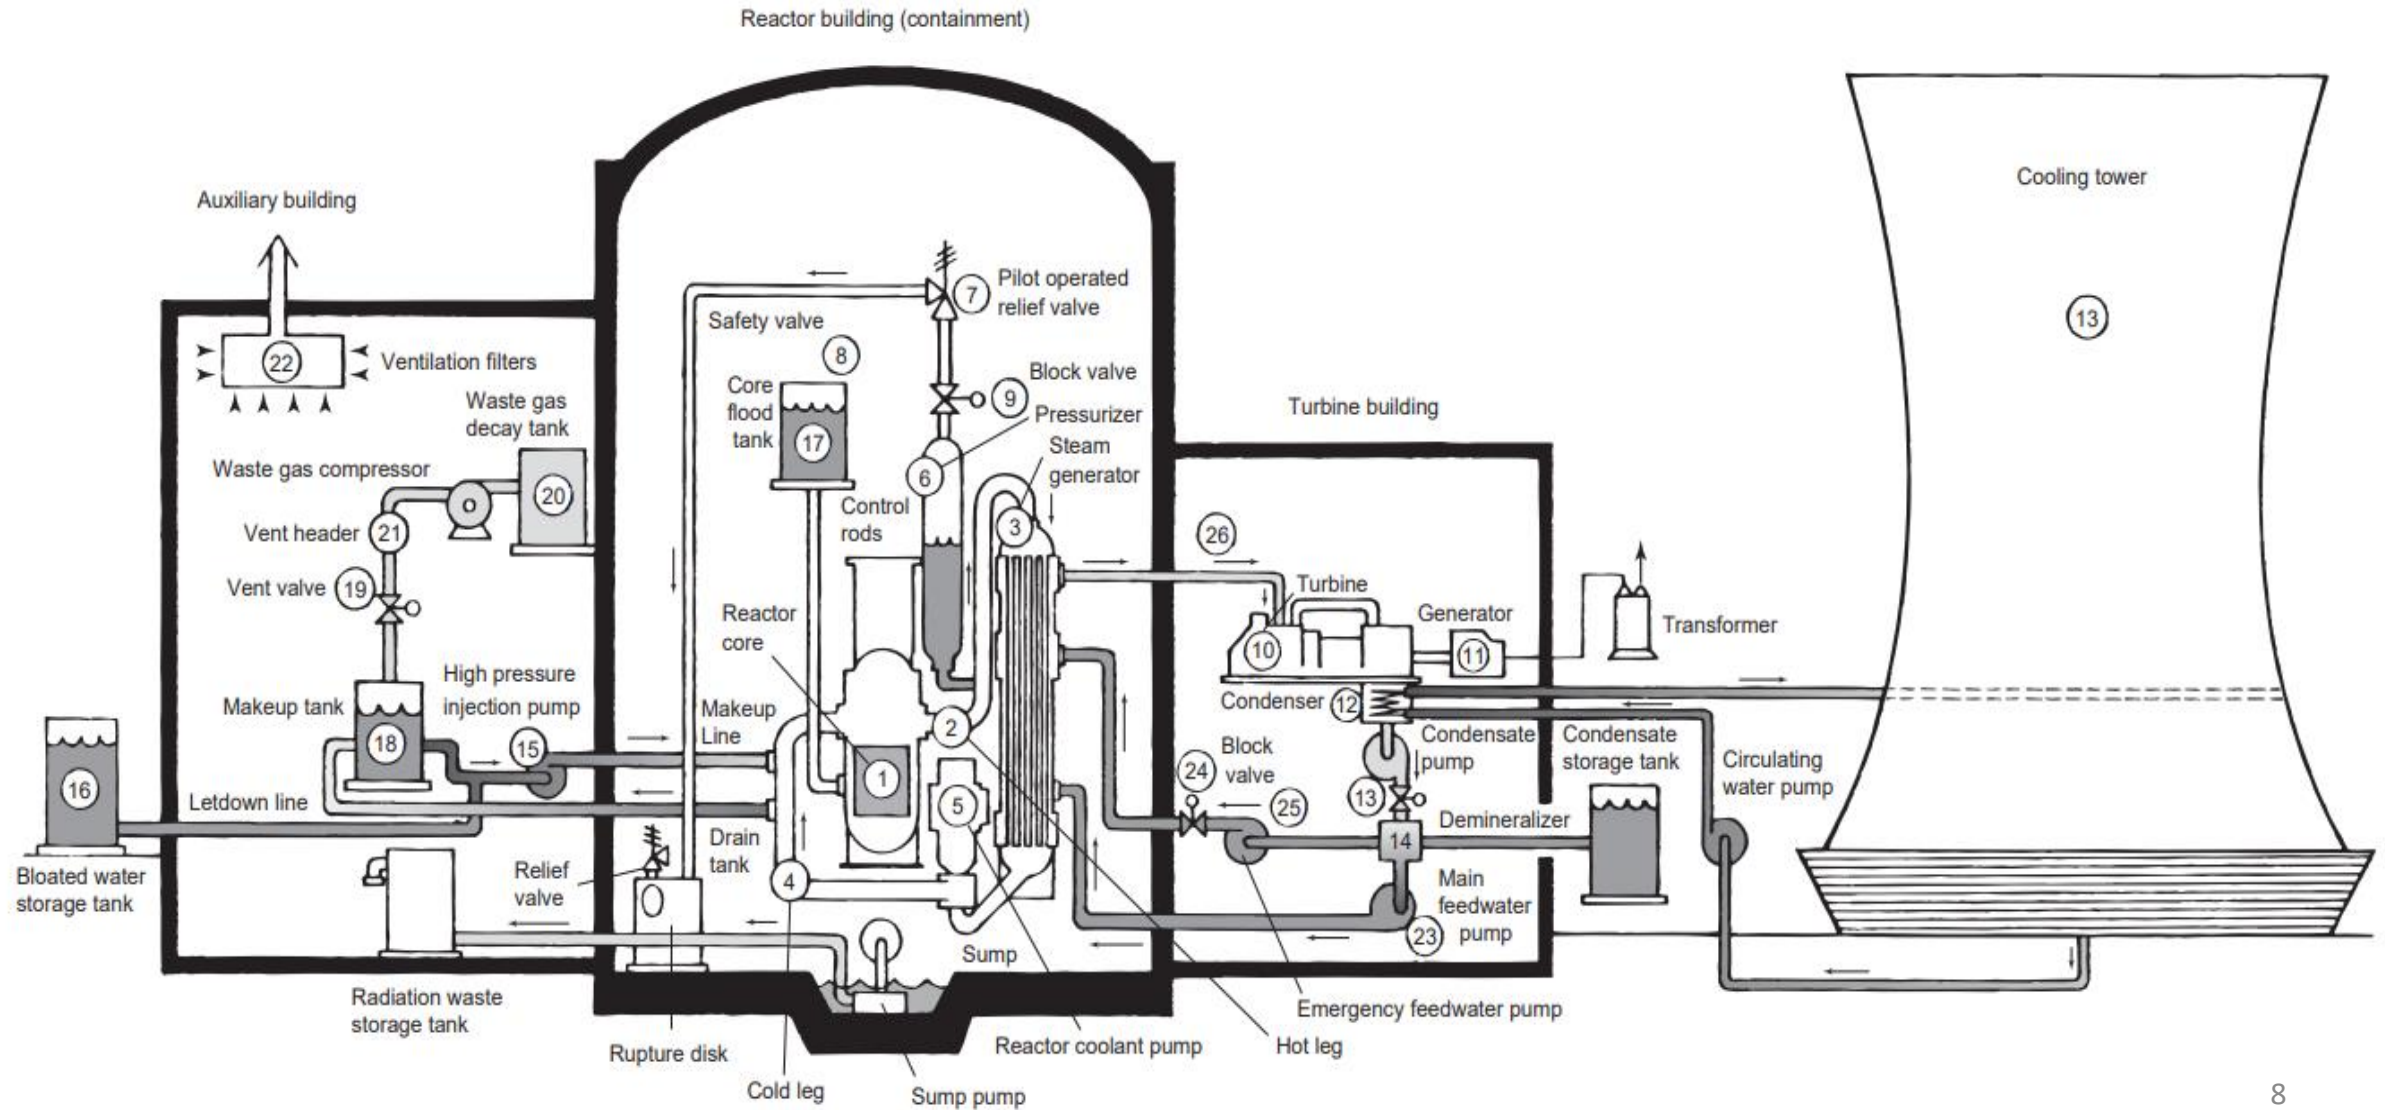 Reactor building (containment)
Auxiliary building
22
Ventilation filters
Waste gas
decay tank
Waste gas compressor
20
Vent header
21
Vent valve
19
High pressure
injection pump
Makeup tank
18
15
16
Letdown line
Bloated water
storage tank
Radiation waste
storage tank
7
Pilot operated
relief valve
Safety valve
8
Core
flood
tank
17
Block valve
9
Pressurizer
6
Steam
generator
3
Control
rods
Reactor
core
Makeup
Line
2
1
5
Drain
tank
4
Relief
valve
Sump
Rupture disk
Cold leg
Sump pump
Reactor coolant pump
Hot leg
Emergency feedwater pump
Turbine building
26
Turbine
10
Generator
11
Transformer
Condenser
12
Condensate
pump
Condensate
storage tank
Block
valve
24
25
13
Demineralizer
14
Main
feedwater
pump
23
Circulating
water pump
Cooling tower
13
8